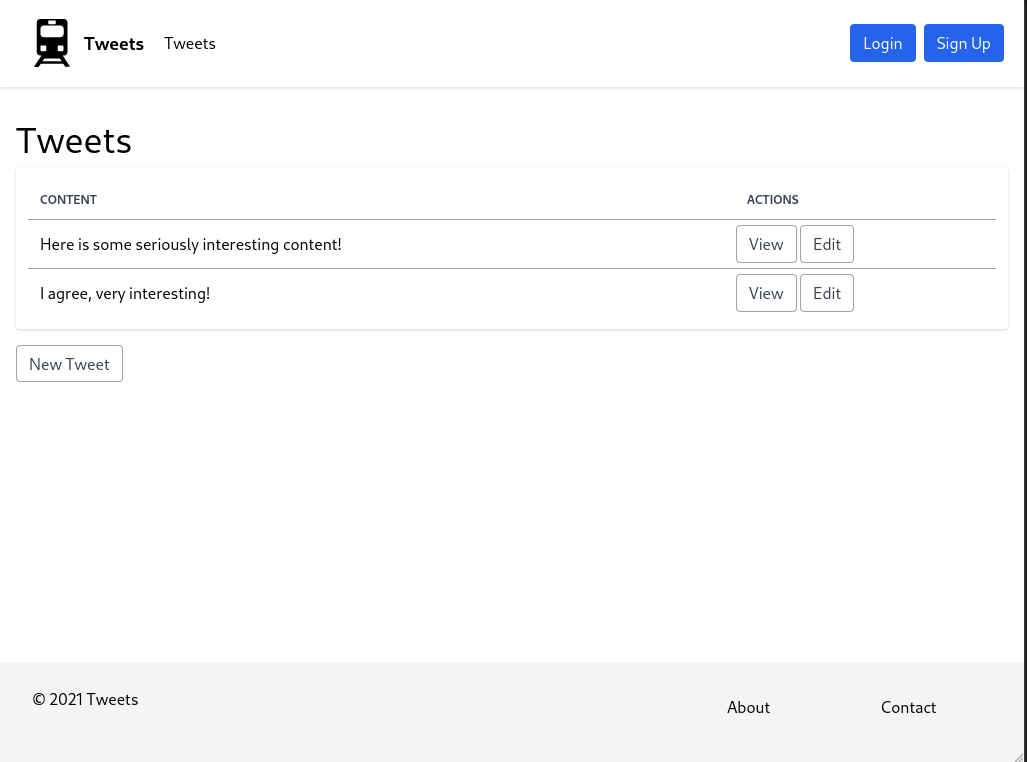 Tweets Tweets Login Sign Up
Tweets
CONTENT ACTIONS
Here is some seriously interesting content! View Edit
I agree, very interesting! View Edit
New Tweet
© 2021 Tweets About Contact